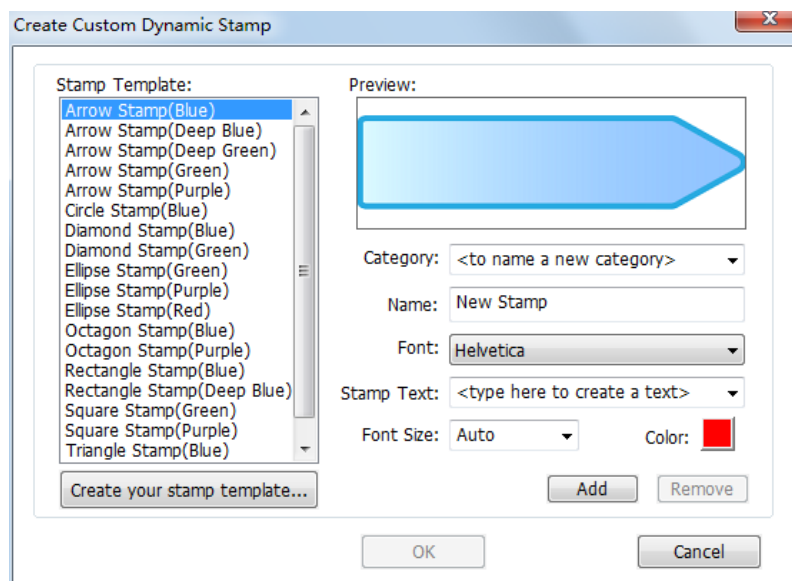 Create Custom Dynamic Stamp
Stamp Template:
Arrow Stamp(Blue)
Arrow Stamp(Deep Blue)
Arrow Stamp(Deep Green)
Arrow Stamp(Green)
Arrow Stamp(Purple)
Circle Stamp(Blue)
Diamond Stamp(Blue)
Diamond Stamp(Green)
Ellipse Stamp(Green)
Ellipse Stamp(Purple)
Ellipse Stamp(Red)
Octagon Stamp(Blue)
Octagon Stamp(Purple)
Rectangle Stamp(Blue)
Rectangle Stamp(Deep Blue)
Square Stamp(Green)
Square Stamp(Purple)
Triangle Stamp(Blue)
Create your stamp template...
Preview:
Category: <to name a new category>
Name: New Stamp
Font: Helvetica
Stamp Text: <type here to create a text>
Font Size: Auto Color:
Add Remove
OK Cancel